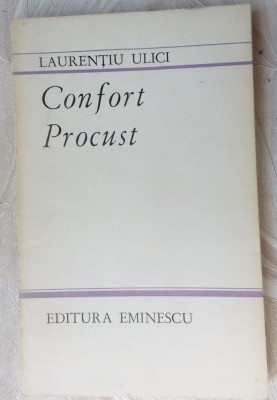 LAURENȚIU ULICI
Confort
Procust
EDITURA EMINESCU